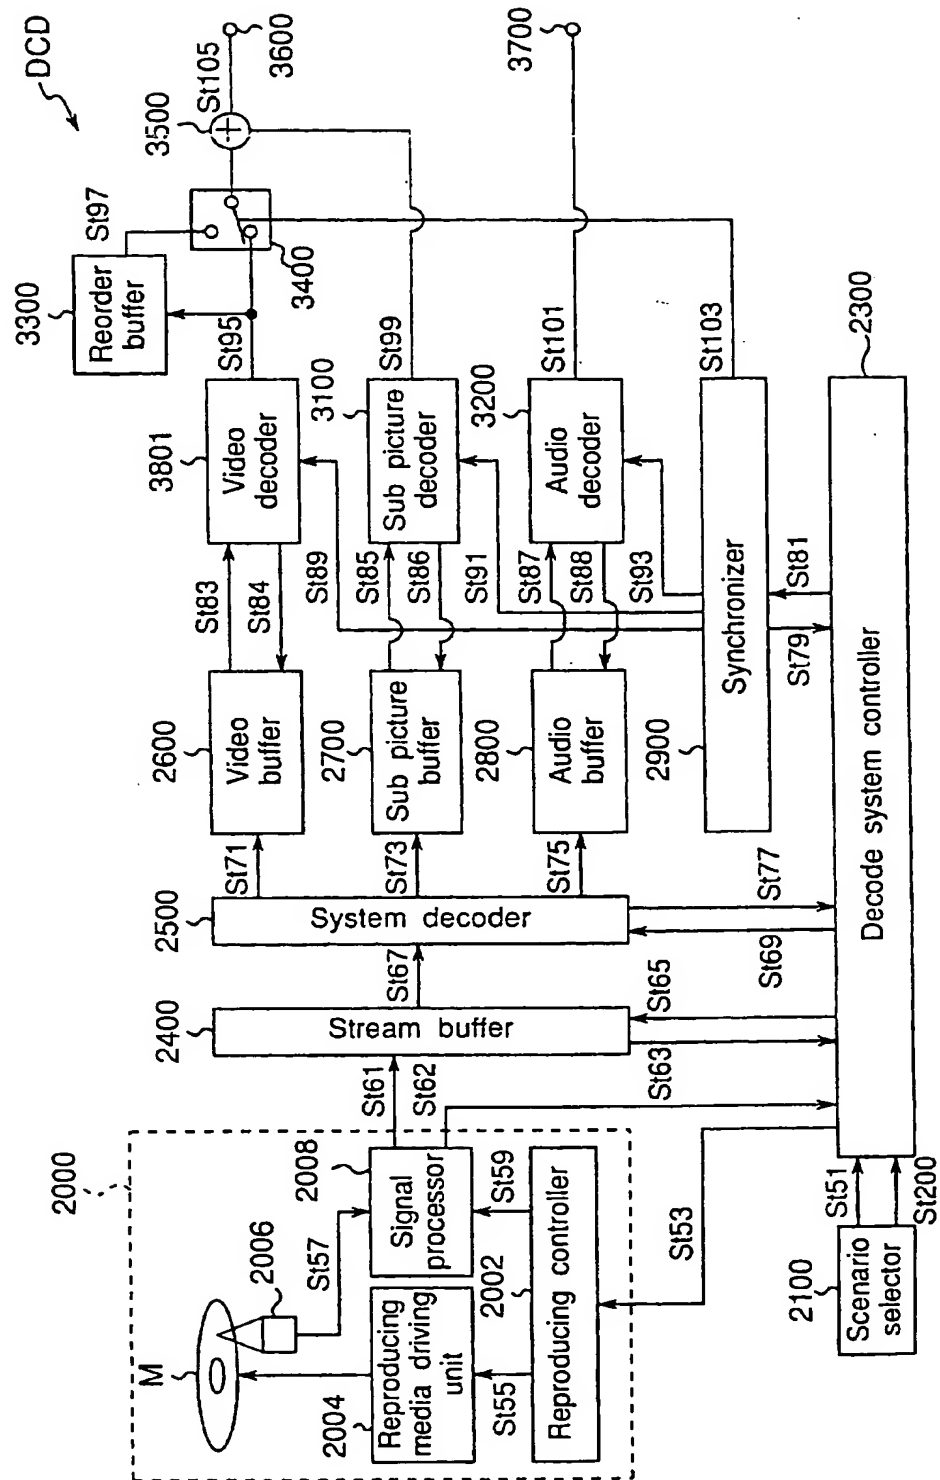 DCD
2000
M
2006
2004
Reproducing
media driving
unit
St57
2008
Signal
processor
2002
St55
St59
Reproducing controller
St53
2100
Scenario
selector
St51
St200
St61
St62
2400
Stream buffer
St63
St65
St67
2500
System decoder
St69
St77
St71
St73
St75
2600
Video
buffer
2700
Sub picture
buffer
2800
Audio
buffer
2900
Synchronizer
St79
St81
2300
Decode system controller
St83
St84
St89
St85
St86
St91
St87
St88
St93
3801
Video
decoder
3100
Sub picture
decoder
3200
Audio
decoder
St95
St99
St101
St103
3300
Reorder
buffer
St97
3400
3500
St105
3600
3700